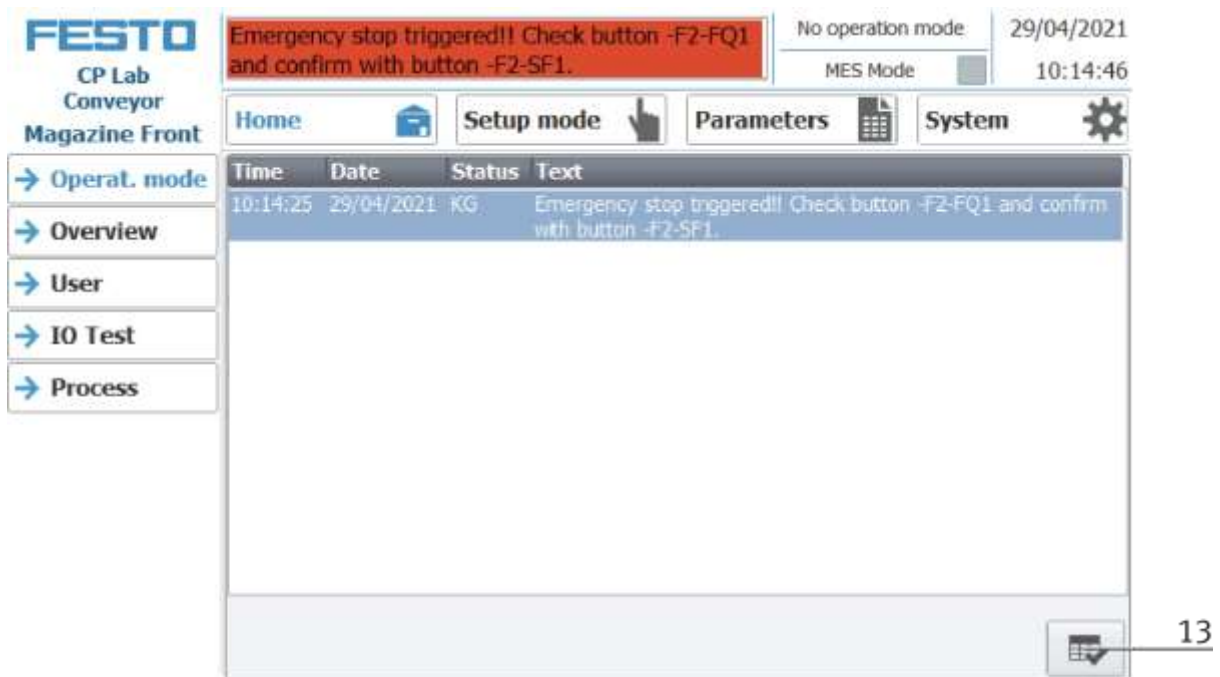 FESTO
CP Lab
Conveyor
Magazine Front
Emergency stop triggered!! Check button -F2-FQ1
and confirm with button -F2-SF1.
No operation mode
MES Mode
29/04/2021
10:14:46
Home
Setup mode
Parameters
System
Operat. mode
Overview
User
IO Test
Process
Time Date Status Text
10:14:25 29/04/2021 KG Emergency stop triggered!! Check button -F2-FQ1 and confirm
with button -F2-SF1.
13